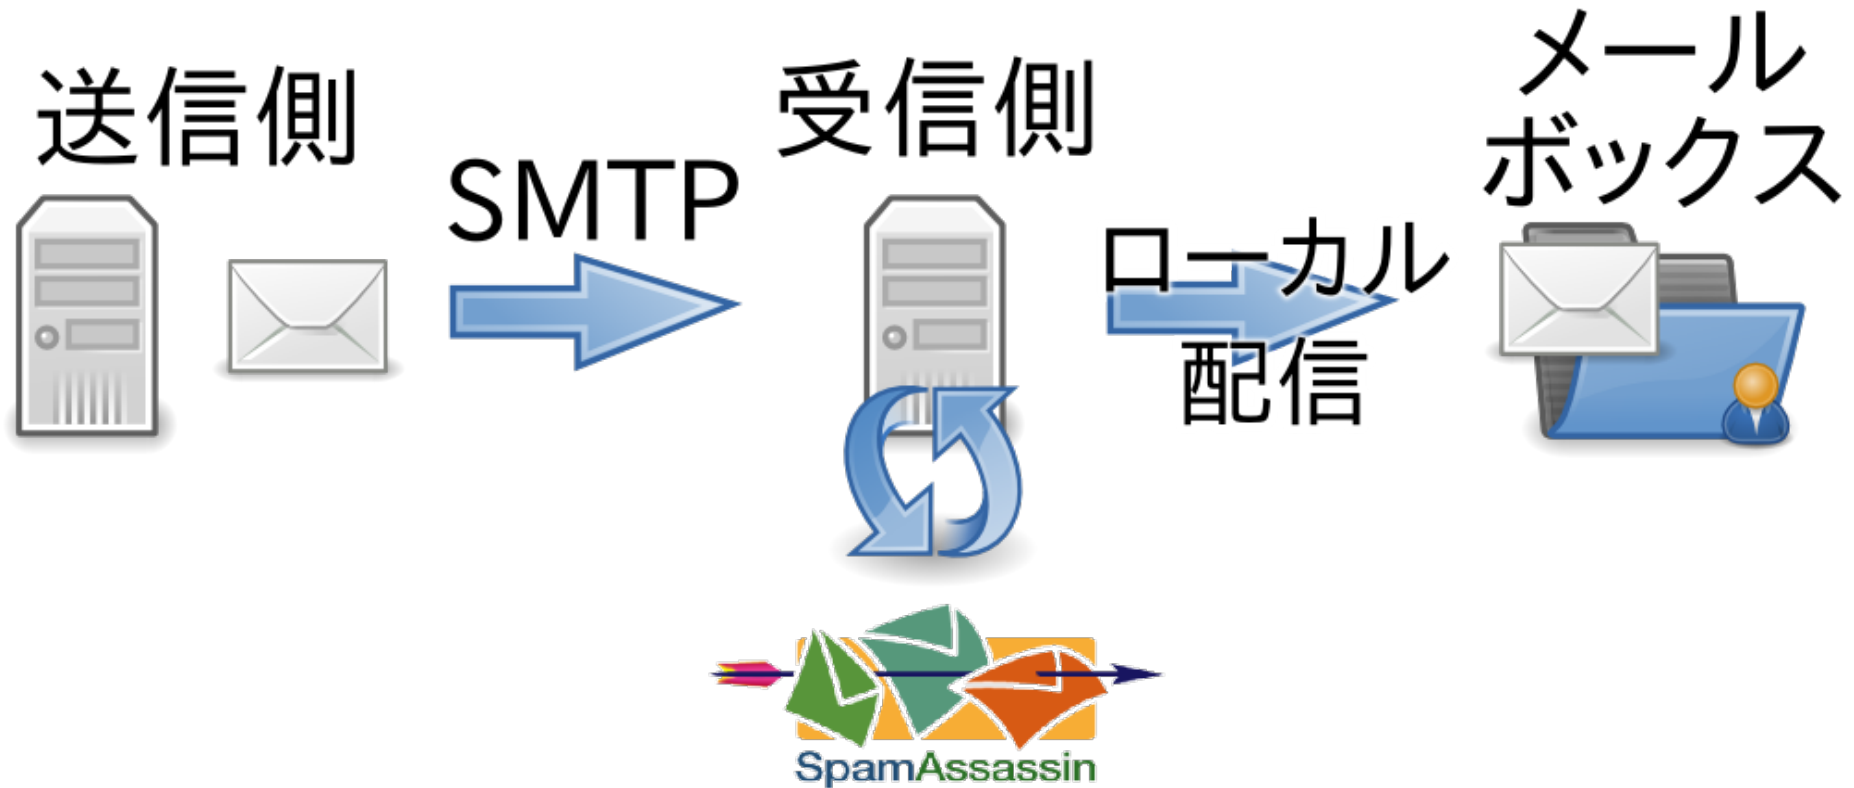 送信側
SMTP
受信側
ローカル
配信
メール
ボックス
SpamAssassin